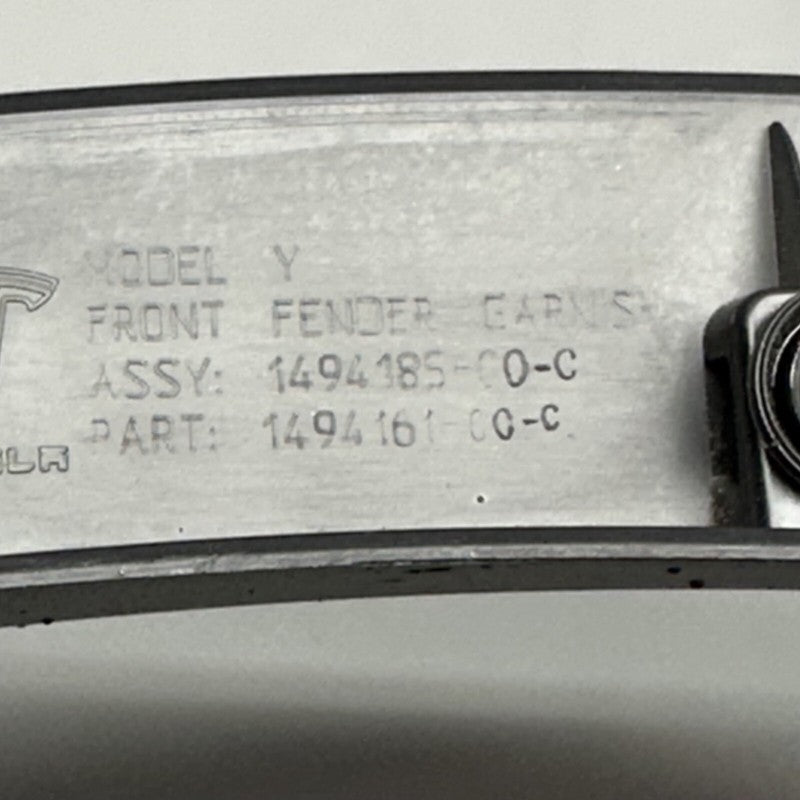 MODEL Y
FRONT FENDER GARNISH
ASSY: 1494185-00-C
PART: 1494161-00-C